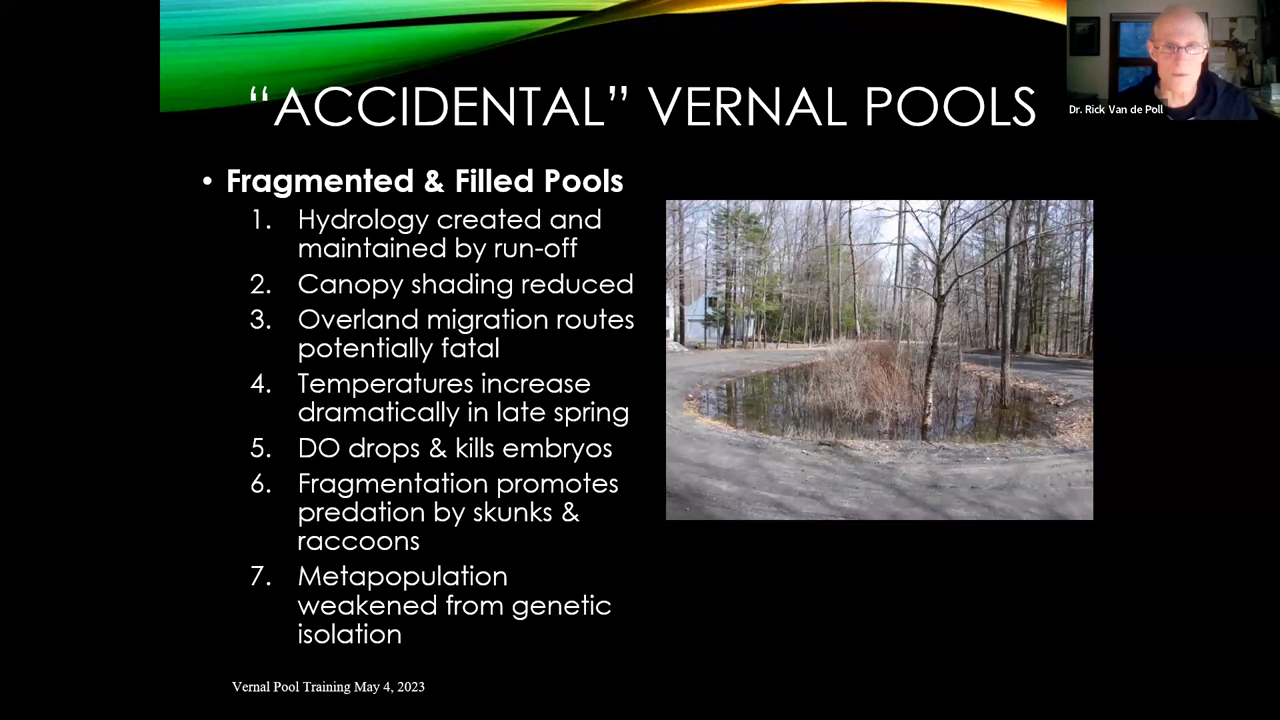 "ACCIDENTAL" VERNAL POOLS
Dr. Rick Van de Poll
• Fragmented & Filled Pools
1. Hydrology created and
maintained by run-off
2. Canopy shading reduced
3. Overland migration routes
potentially fatal
4. Temperatures increase
dramatically in late spring
5. DO drops & kills embryos
6. Fragmentation promotes
predation by skunks &
raccoons
7. Metapopulation
weakened from genetic
isolation
Vernal Pool Training May 4, 2023